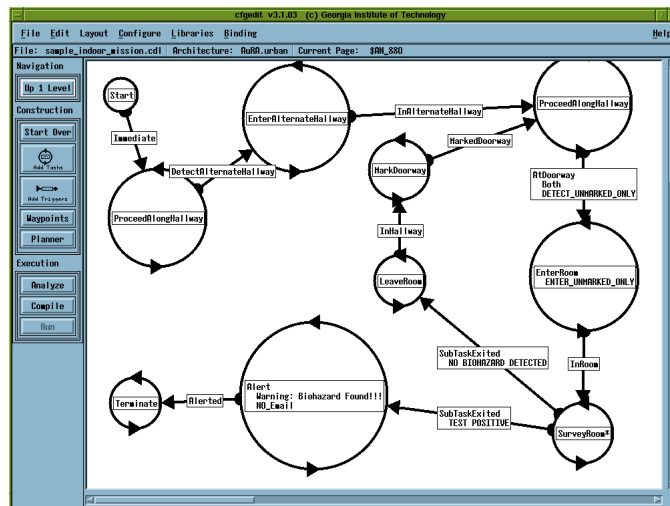 cfgedit v3.1.03 (c) Georgia Institute of Technology
File Edit Layout Configure Libraries Binding Help
File: sample_indoor_mission.cdl Architecture: AuRA.urban Current Page: $AN_880
Navigation
Up 1 Level
Construction
Start Over
Add Tasks
Add Triggers
Waypoints
Planner
Execution
Analyze
Compile
Run
Start
Immediate
ProceedAlongHallway
DetectAlternateHallway
EnterAlternateHallway
InAlternateHallway
ProceedAlongHallway
MarkedDoorway
MarkDoorway
AtDoorway
Both
DETECT_UNMARKED_ONLY
InHallway
LeaveRoom
EnterRoom
ENTER_UNMARKED_ONLY
InRoom
SubTaskExited
NO BIOHAZARD DETECTED
SubTaskExited
TEST POSITIVE
SurveyRoom*
Alert
Warning: Biohazard Found!!!
NO_Email
Alerted
Terminate